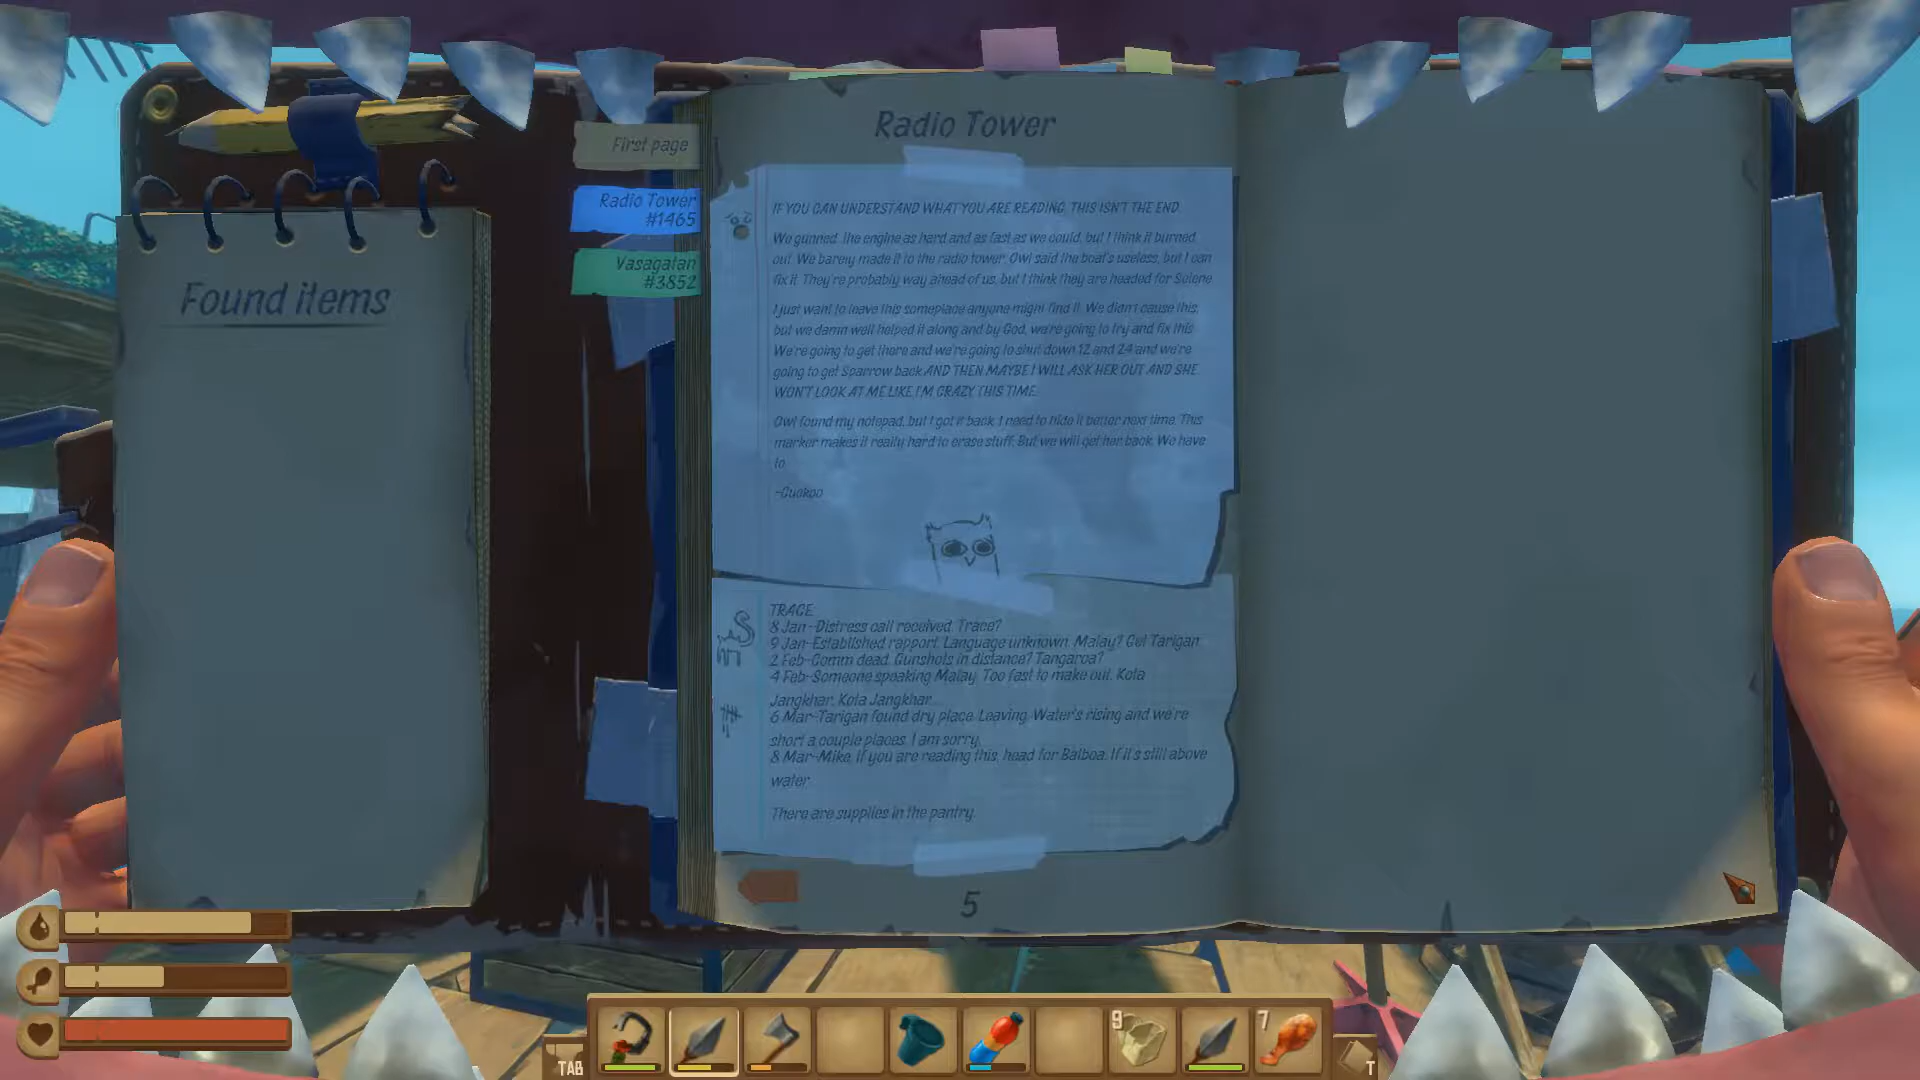 Radio Tower
First page
Radio Tower
#1465
Vasagatan
#3852
Found items
IF YOU CAN UNDERSTAND WHAT YOU ARE READING, THIS ISN'T THE END.
We gunned the engine as hard and as fast as we could, but I think it burned
out. We barely made it to the radio tower. Owl said the boat's useless, but I can
fix it. They're probably way ahead of us, but I think they are headed for Selene.
I just want to leave this someplace anyone might find it. We didn't cause this,
but we damn well helped it along and by God, we're going to try and fix this.
We're going to get there and we're going to shut down 12 and 24 and we're
going to get Sparrow back AND THEN MAYBE I WILL ASK HER OUT AND SHE
WON'T LOOK AT ME LIKE I'M CRAZY THIS TIME.
Owl found my notepad, but I got it back. I need to hide it better next time. This
marker makes it really hard to erase stuff. But we will get her back. We have
to.
-Cuckoo
TRACE
8 Jan--Distress call received. Trace?
9 Jan-Established rapport. Language unknown. Malay? Get Tarigan.
2 Feb-Comm dead. Gunshots in distance? Tangaroa?
4 Feb--Someone speaking Malay. Too fast to make out. Kota
Jangkhar. Kota Jangkhar.
6 Mar-Tarigan found dry place. Leaving. Water's rising and we're
short a couple places. I am sorry.
8 Mar-Mike, if you are reading this, head for Balboa. If it's still above
water.
There are supplies in the pantry.
5
TAB
9
7
T